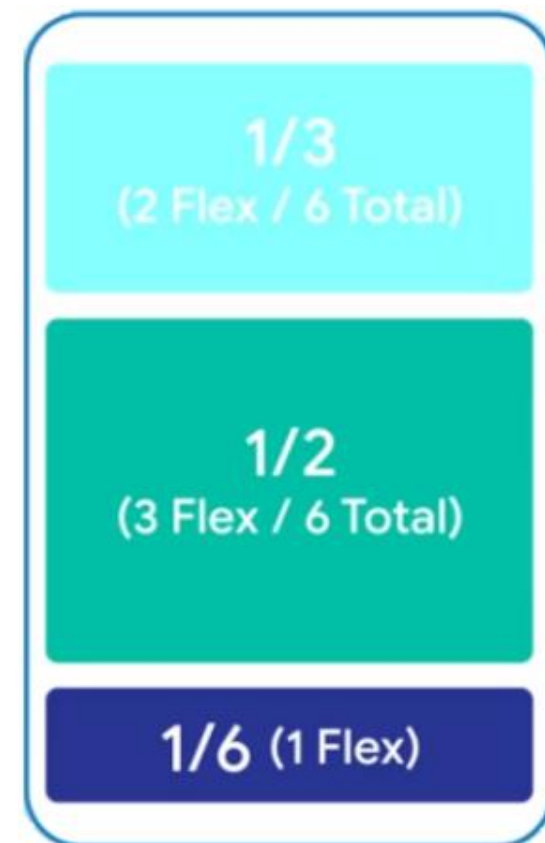 1/3
(2 Flex / 6 Total)
1/2
(3 Flex / 6 Total)
1/6 (1 Flex)